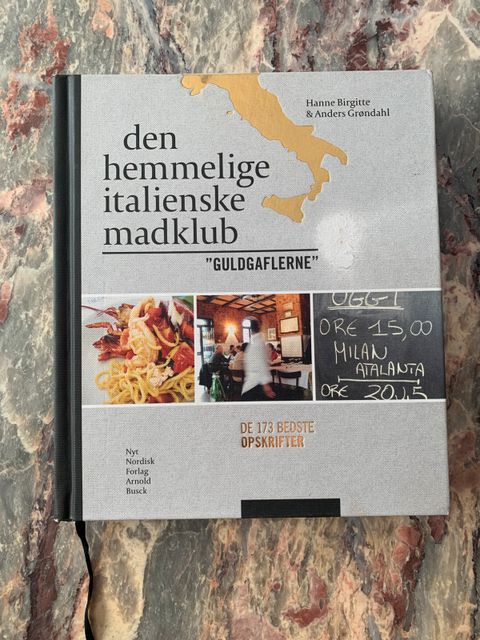 Hanne Birgitte
& Anders Grøndahl
den
hemmelige
italienske
madklub
"GULDGAFLERNE"
OGGI
ORE 15,00
MILAN
ATALANTA
ORE 20
DE 173 BEDSTE
OPSKRIFTER
Nyt
Nordisk
Forlag
Arnold
Busck